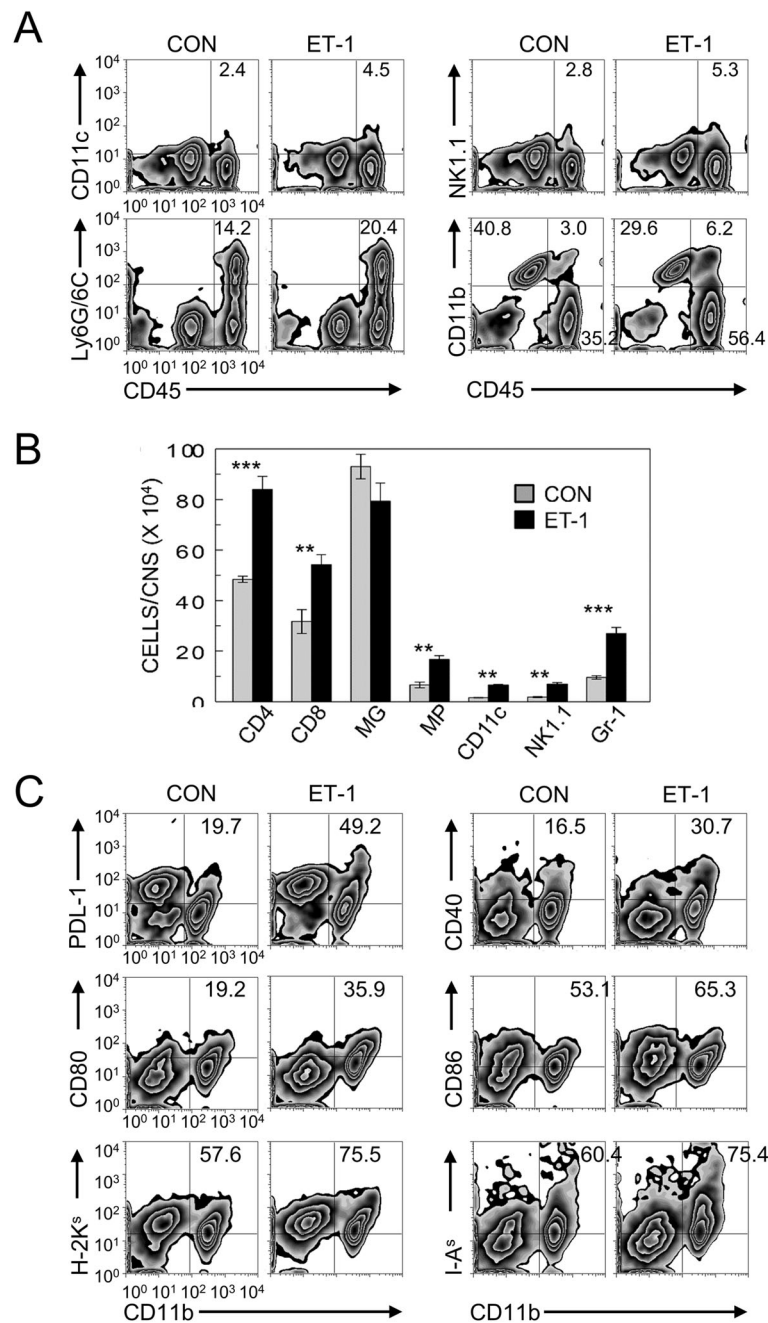 A
CON ET-1 CON ET-1
10⁴ 10³ 10² 10¹ 10⁰
CD11c
2.4 4.5
NK1.1
2.8 5.3
10⁰ 10¹ 10² 10³ 10⁴
10⁴ 10³ 10² 10¹ 10⁰
Ly6G/6C
14.2 20.4
CD11b
40.8 3.0 29.6 6.2
35.2 56.4
10⁰ 10¹ 10² 10³ 10⁴
CD45 CD45
B
CELLS/CNS (X 10⁴)
100
80
60
40
20
0
*** ** ** ** ** ***
CON
ET-1
CD4 CD8 MG MP CD11c NK1.1 Gr-1
C
CON ET-1 CON ET-1
10⁴ 10³ 10² 10¹ 10⁰
PDL-1
19.7 49.2
CD40
16.5 30.7
10⁰ 10¹ 10² 10³ 10⁴
10⁴ 10³ 10² 10¹ 10⁰
CD80
19.2 35.9
CD86
53.1 65.3
10⁴ 10³ 10² 10¹ 10⁰
H-2Kˢ
57.6 75.5
I-Aˢ
60.4 75.4
10⁰ 10¹ 10² 10³ 10⁴
CD11b CD11b